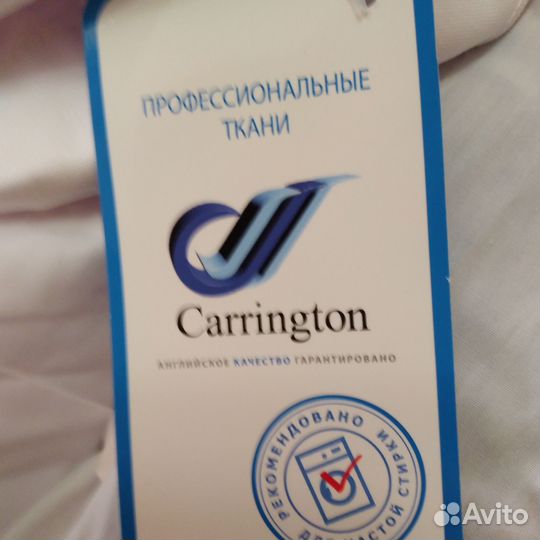 ПРОФЕССИОНАЛЬНЫЕ
ТКАНИ
Carrington
АНГЛИЙСКОЕ КАЧЕСТВО ГАРАНТИРОВАНО
РЕКОМЕНДОВАНО
ДЛЯ ЧАСТОЙ СТИРКИ
Avito